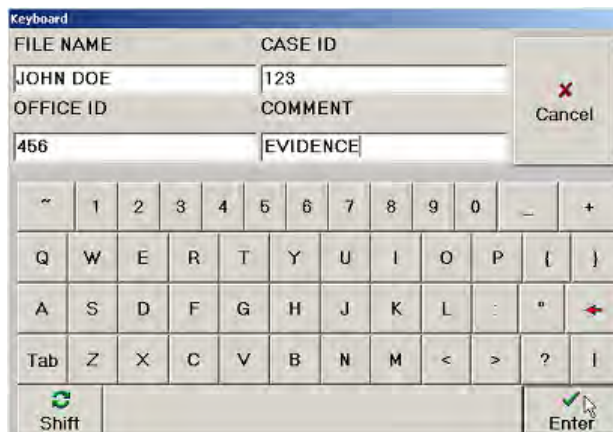 Keyboard
FILE NAME CASE ID
JOHN DOE 123
Cancel
OFFICE ID COMMENT
456 EVIDENCE
~ 1 2 3 4 5 6 7 8 9 0 _ +
Q W E R T Y U I O P { }
A S D F G H J K L : "
Tab Z X C V B N M < > ? |
Shift Enter